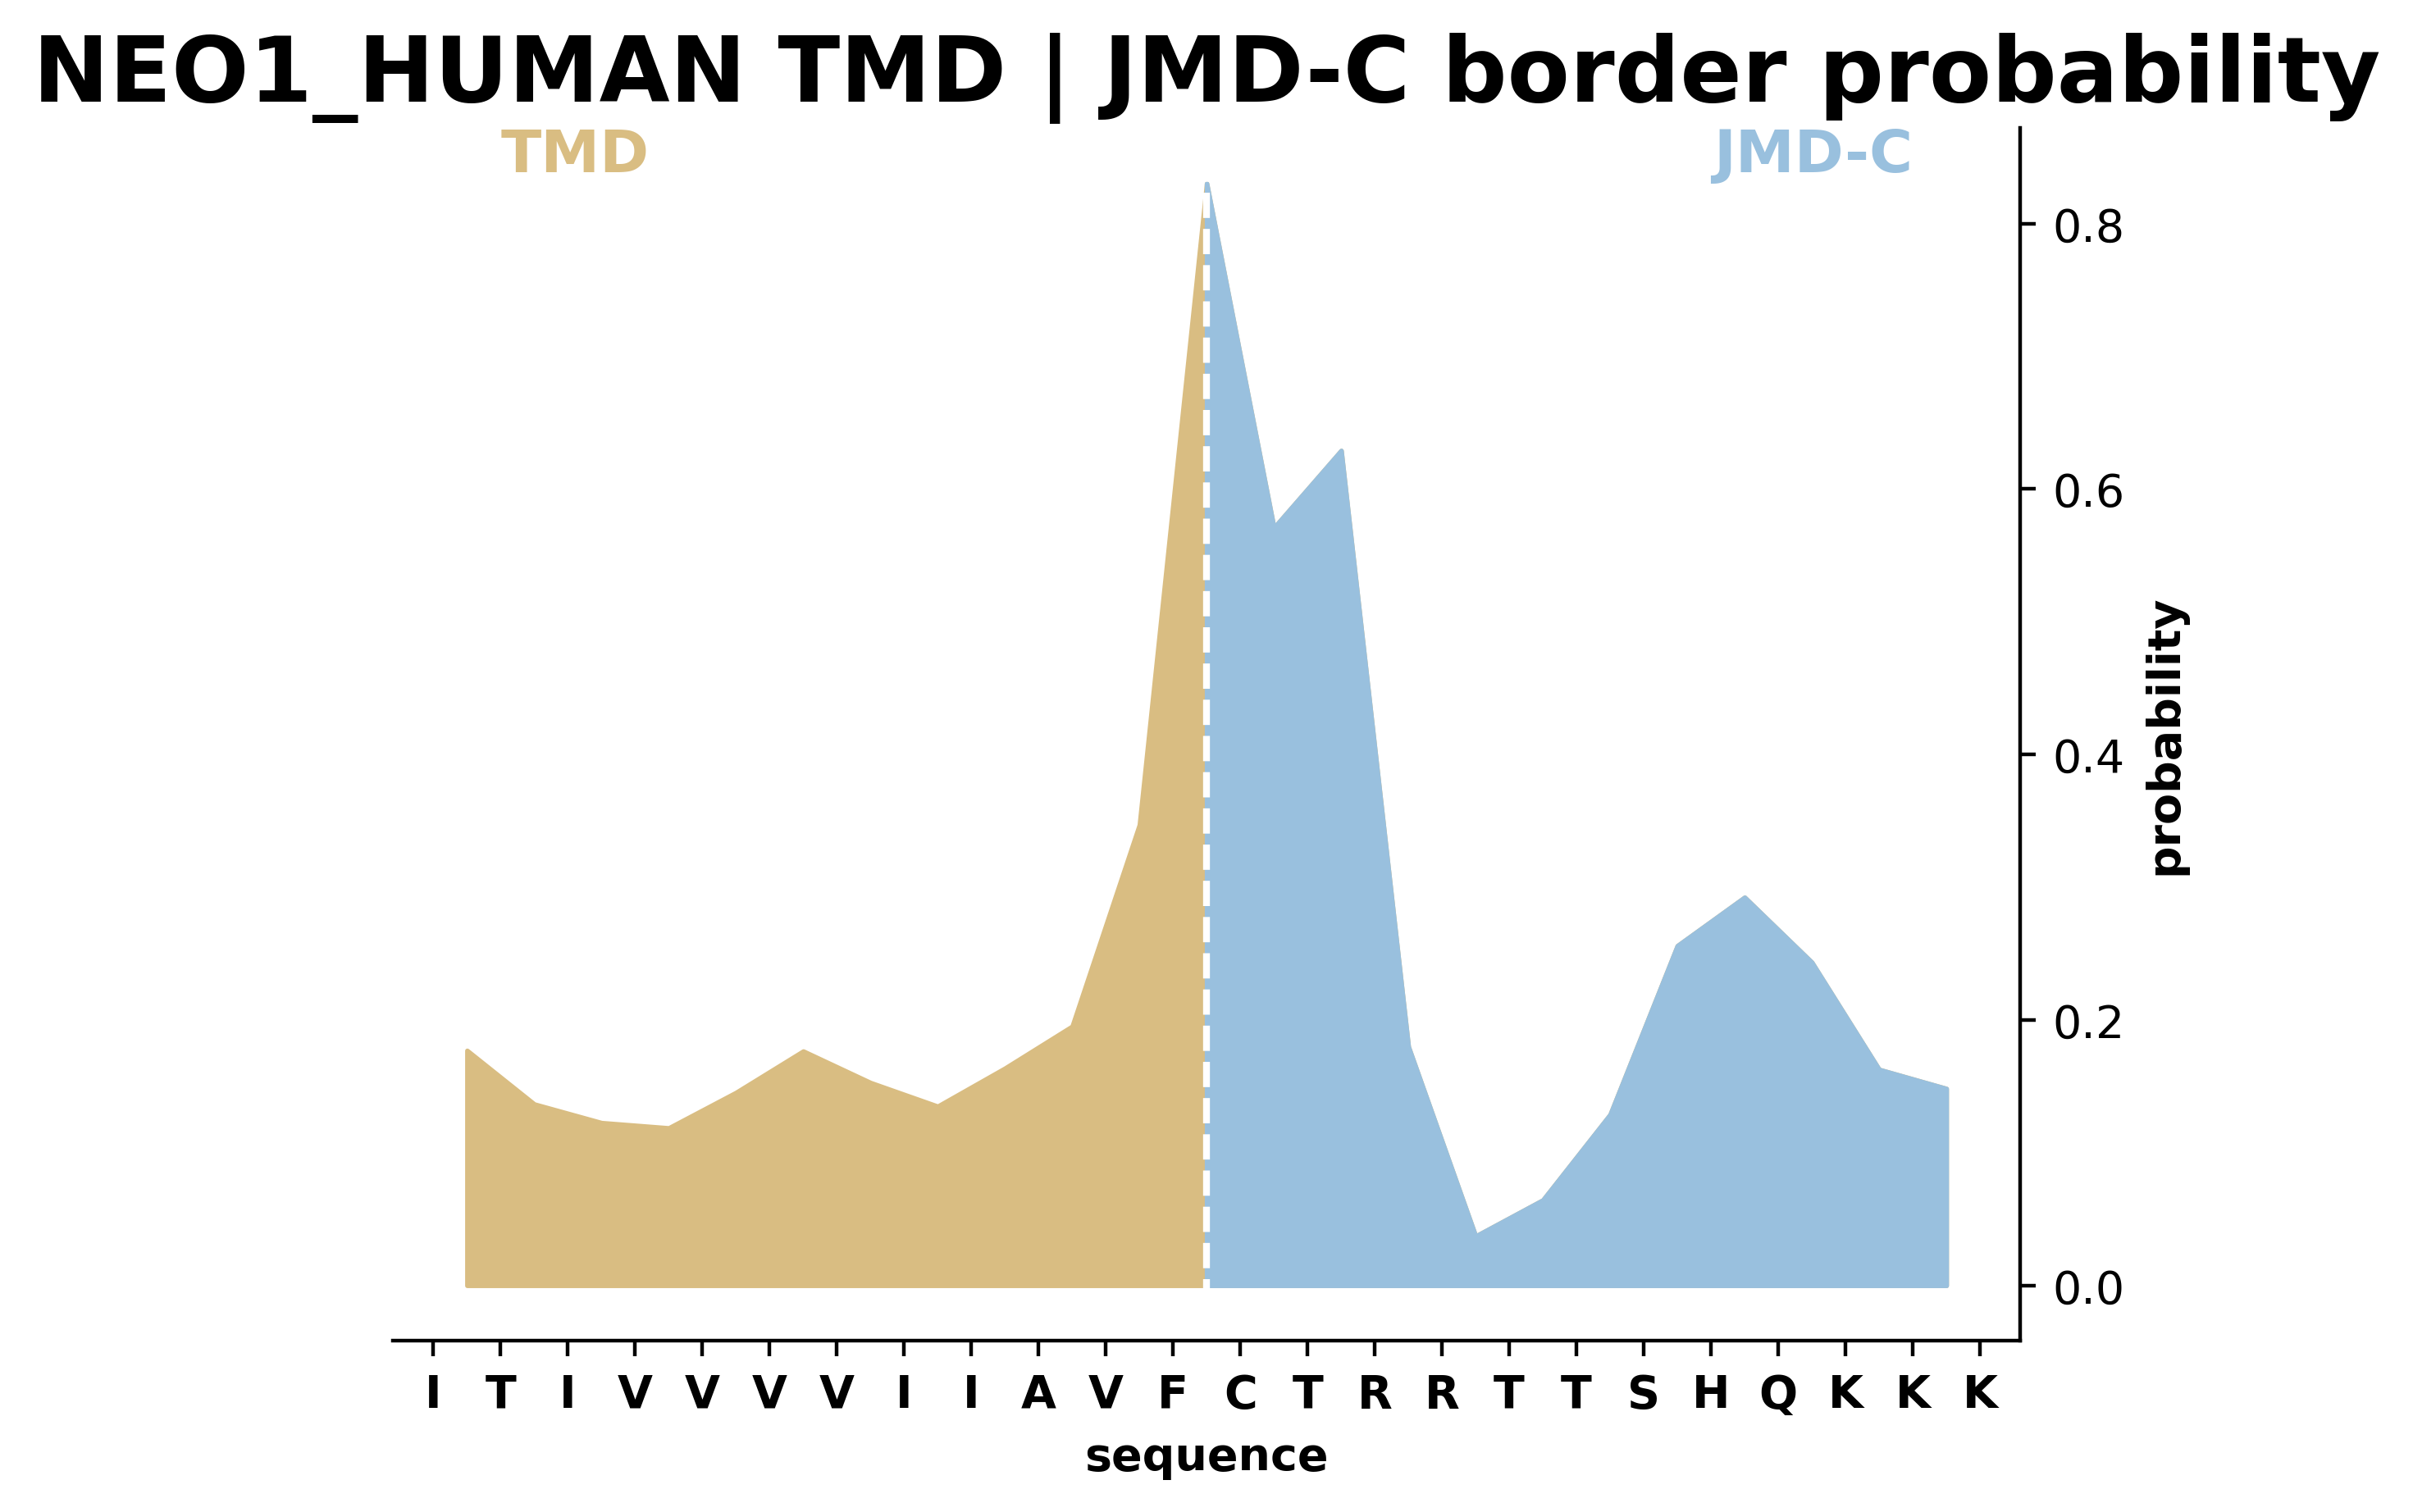 NEO1_HUMAN TMD | JMD-C border probability
TMD JMD-C
0.8
0.6
0.4
0.2
0.0
probability
I T I V V V V I I A V F C T R R T T S H Q K K K
sequence